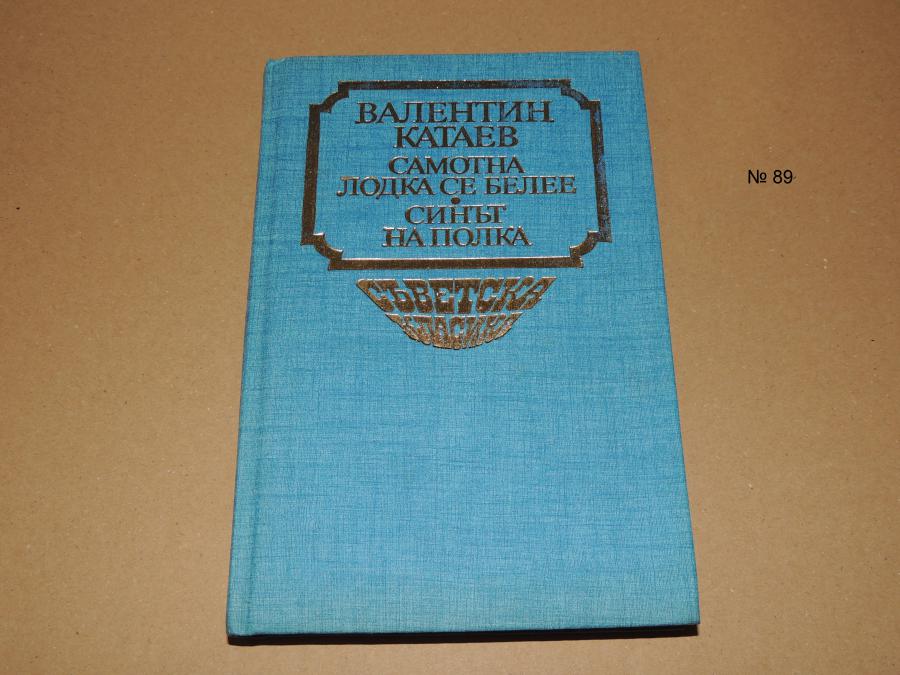 ВАЛЕНТИН
КАТАЕВ
САМОТНА
ЛОДКА СЕ БЕЛЕЕ
•
СИНЪТ
НА ПОЛКА
СЪВЕТСКА
КЛАСИКА
№ 89